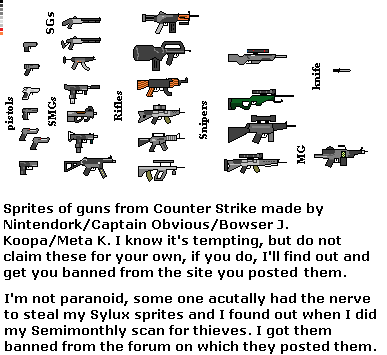 pistols
SGs
SMGs
Rifles
Snipers
MG
knife
Sprites of guns from Counter Strike made by
Nintendork/Captain Obvious/Bowser J.
Koopa/Meta K. I know it's tempting, but do not
claim these for your own, if you do, I'll find out and
get you banned from the site you posted them.
I'm not paranoid, some one acutally had the nerve
to steal my Sylux sprites and I found out when I did
my Semimonthly scan for thieves. I got them
banned from the forum on which they posted them.